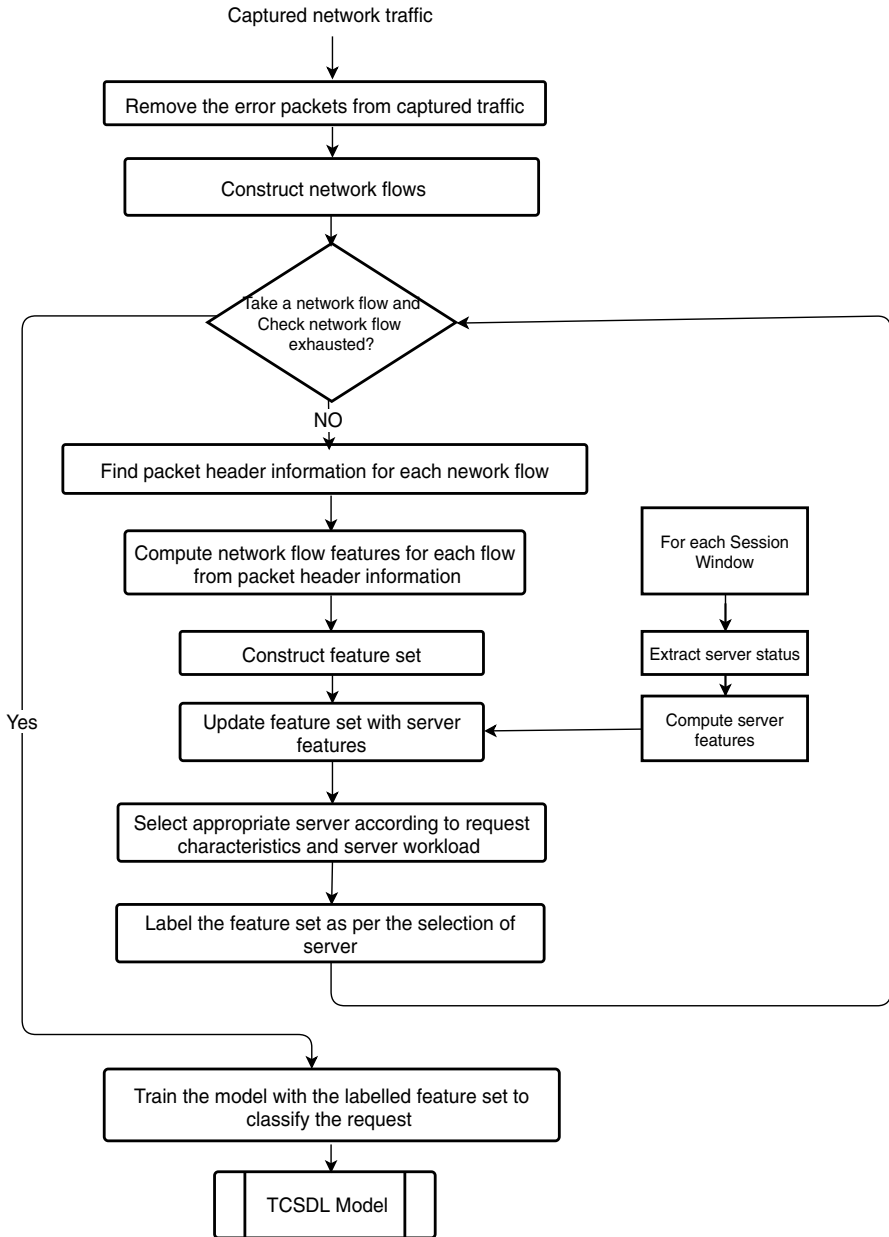 Captured network traffic
Remove the error packets from captured traffic
Construct network flows
Take a network flow and
Check network flow
exhausted?
NO
Find packet header information for each nework flow
Compute network flow features for each flow
from packet header information
For each Session
Window
Construct feature set
Extract server status
Yes
Update feature set with server
features
Compute server
features
Select appropriate server according to request
characteristics and server workload
Label the feature set as per the selection of
server
Train the model with the labelled feature set to
classify the request
TCSDL Model